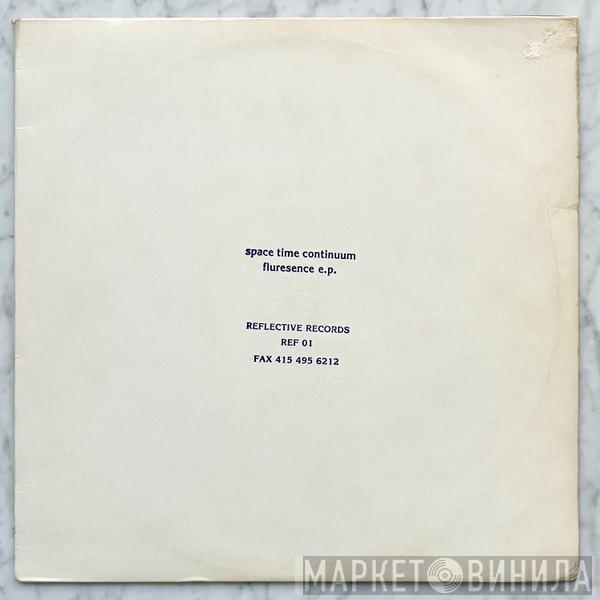 space time continuum
fluresence e.p.
REFLECTIVE RECORDS
REF 01
FAX 415 495 6212
МАРКЕТ ВИНИЛА